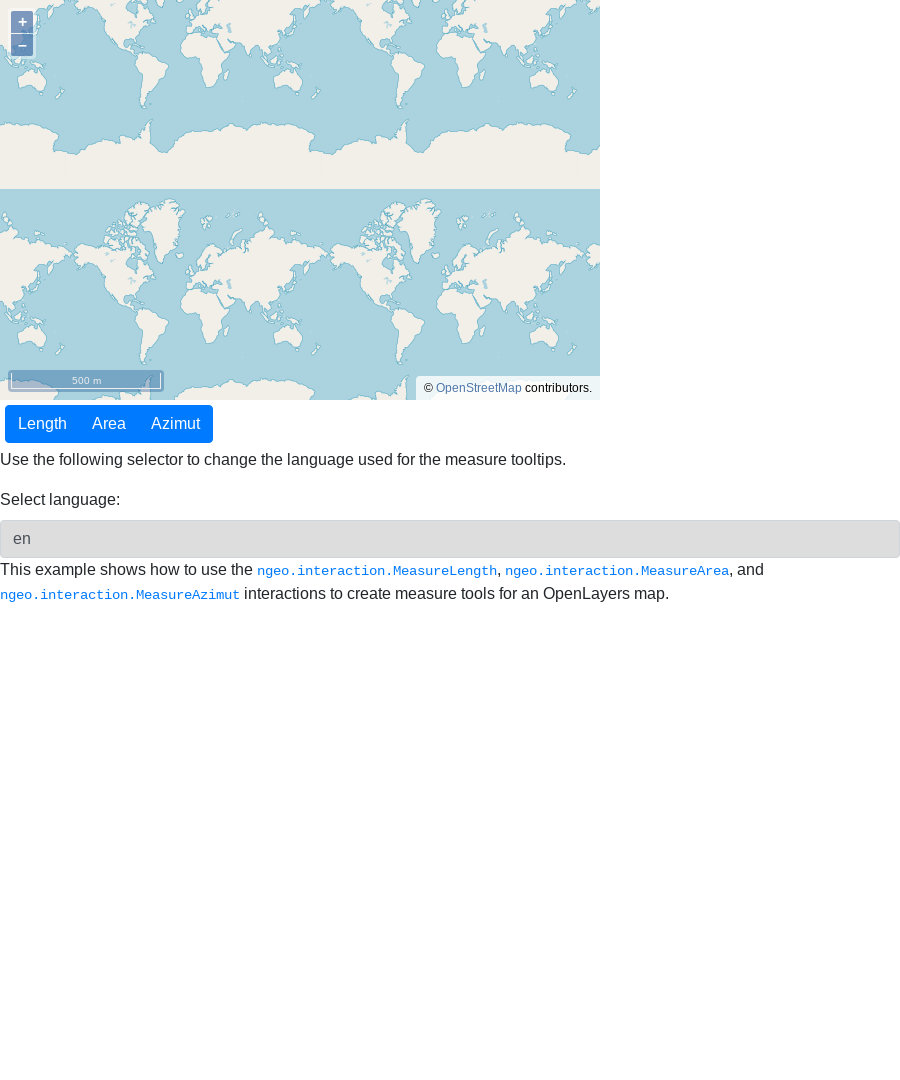 +
−
500 m
© OpenStreetMap contributors.
Length Area Azimut
Use the following selector to change the language used for the measure tooltips.
Select language:
en
This example shows how to use the ngeo.interaction.MeasureLength, ngeo.interaction.MeasureArea, and
ngeo.interaction.MeasureAzimut interactions to create measure tools for an OpenLayers map.